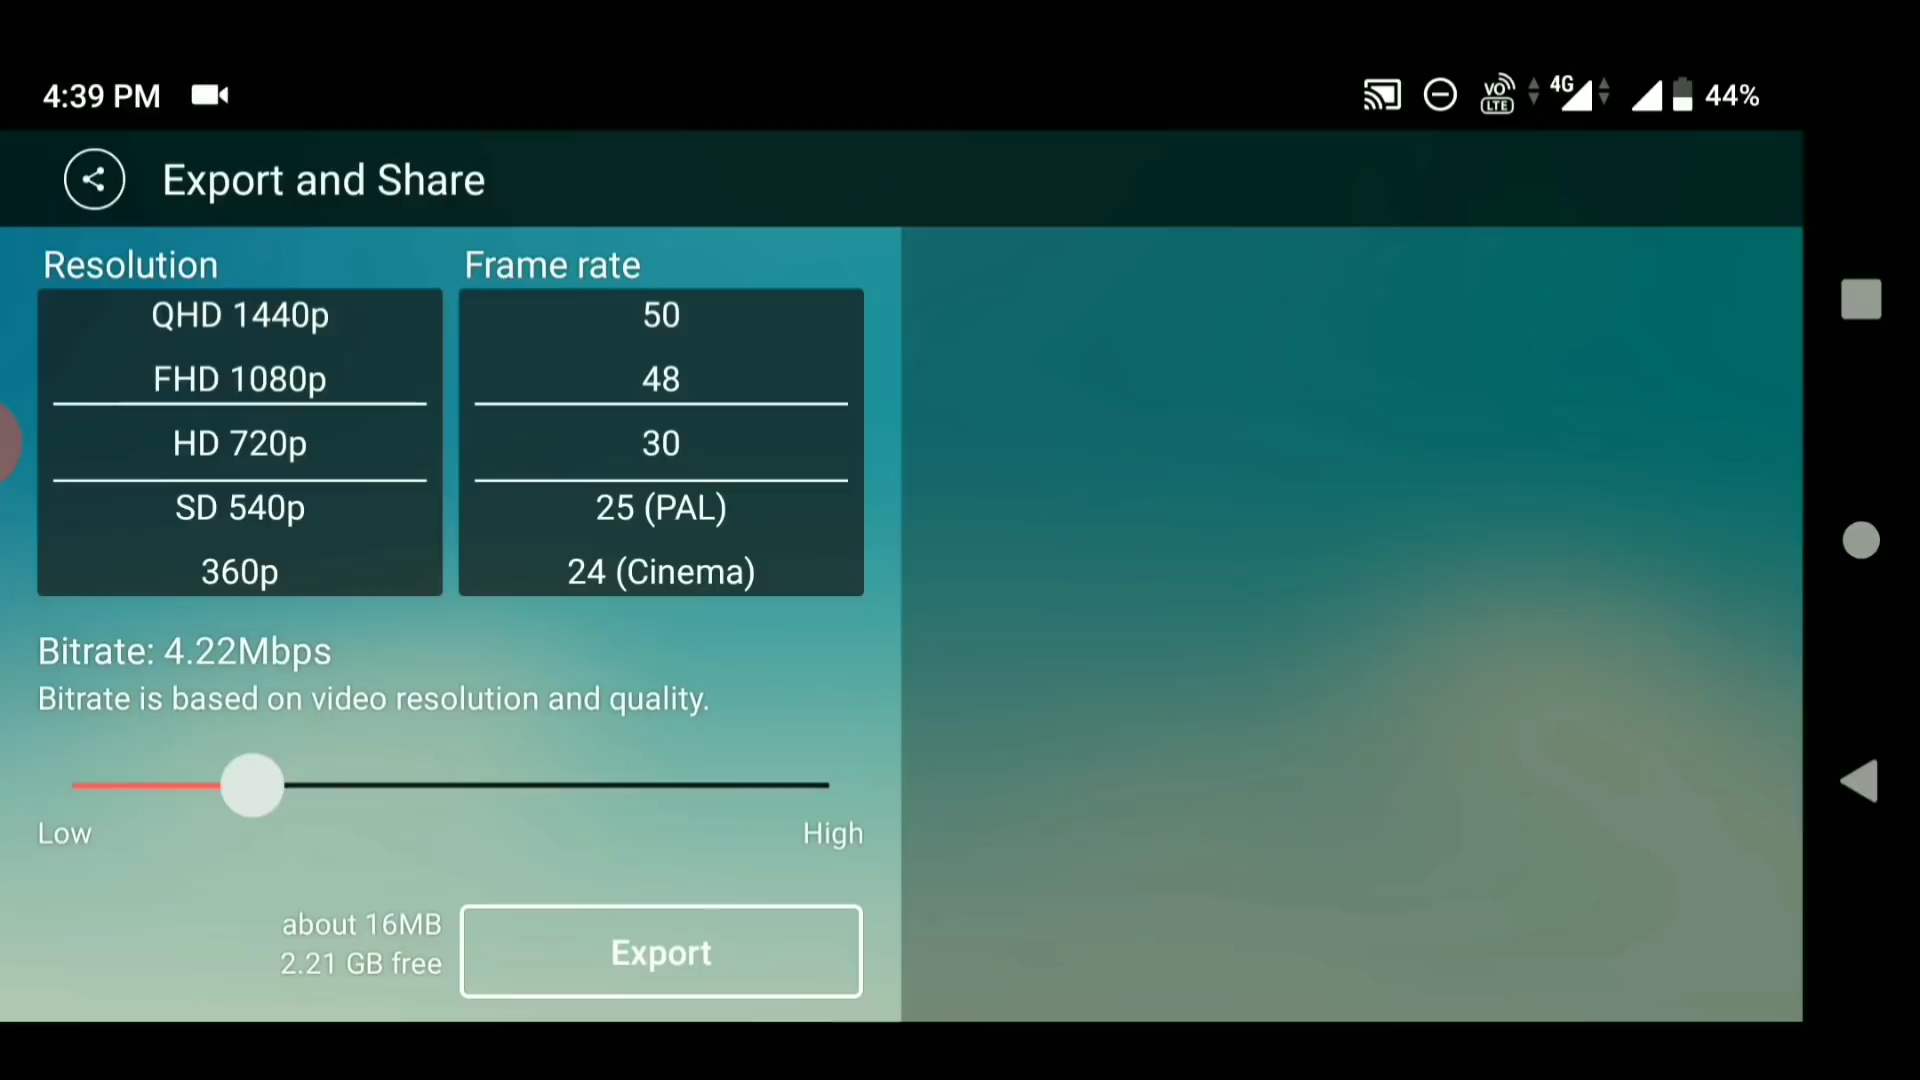 4:39 PM
VO LTE 4G 44%
Export and Share
Resolution
QHD 1440p
FHD 1080p
HD 720p
SD 540p
360p
Frame rate
50
48
30
25 (PAL)
24 (Cinema)
Bitrate: 4.22Mbps
Bitrate is based on video resolution and quality.
Low High
about 16MB
2.21 GB free
Export